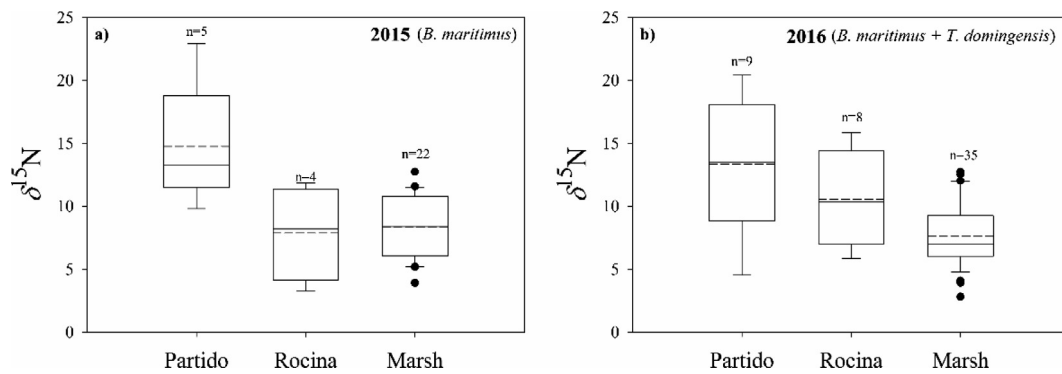 a)
2015 (B. maritimus)
n=5
n=4
n=22
25
20
15
10
5
0
δ15N
Partido
Rocina
Marsh
b)
2016 (B. maritimus + T. domingensis)
n=9
n=8
n=35
25
20
15
10
5
0
δ15N
Partido
Rocina
Marsh